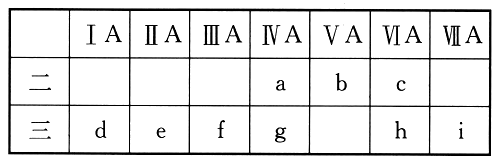 ⅠA ⅡA ⅢA ⅣA ⅤA ⅥA ⅦA
二 a b c
三 d e f g h i